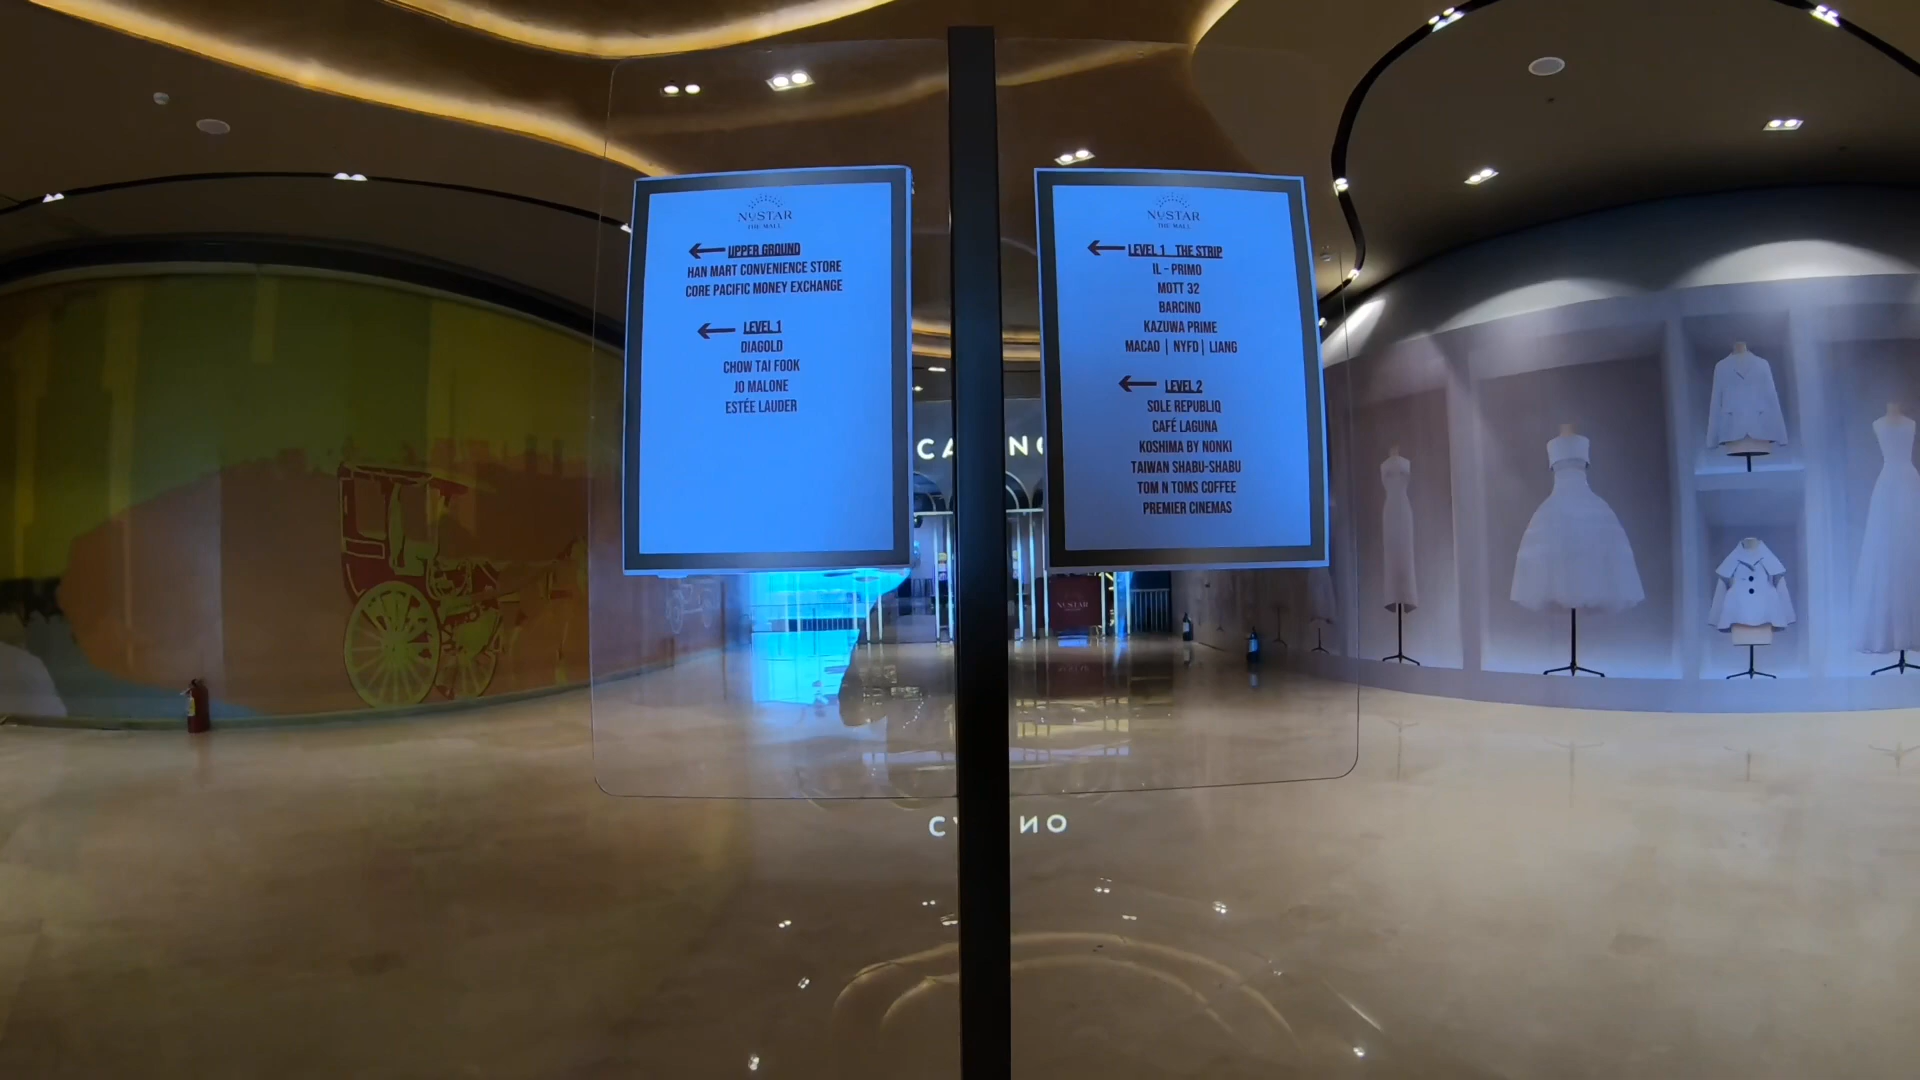 NUSTAR
THE MALL
UPPER GROUND
HAN MART CONVENIENCE STORE
CORE PACIFIC MONEY EXCHANGE
LEVEL 1
DIAGOLD
CHOW TAI FOOK
JO MALONE
ESTÉE LAUDER
NUSTAR
THE MALL
LEVEL 1 THE STRIP
IL - PRIMO
MOTT 32
BARCINO
KAZUWA PRIME
MACAO | NYFD | LIANG
LEVEL 2
SOLE REPUBLIQ
CAFÉ LAGUNA
KOSHIMA BY NONKI
TAIWAN SHABU-SHABU
TOM N TOMS COFFEE
PREMIER CINEMAS
NUSTAR